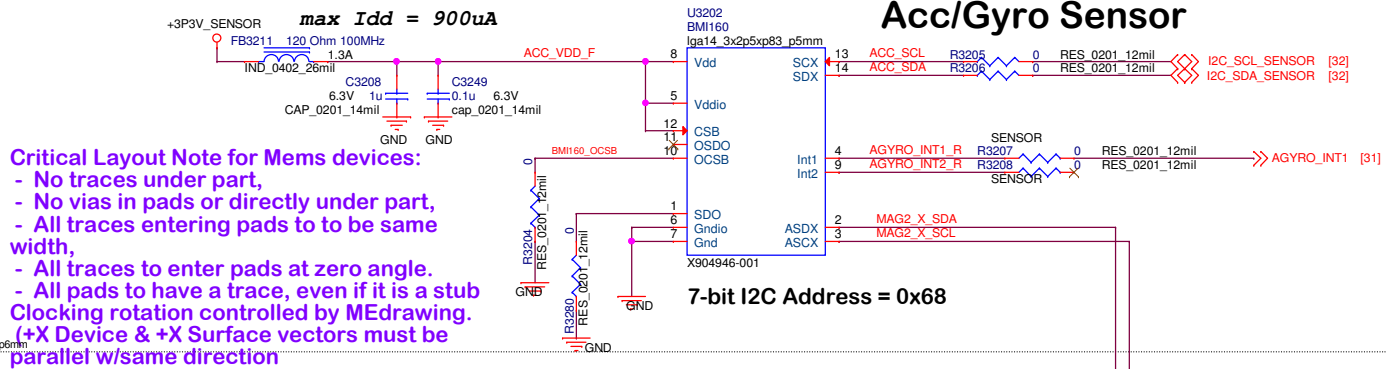 Acc/Gyro Sensor
max Idd = 900uA
+3P3V_SENSOR
FB3211 120 Ohm 100MHz
1.3A
IND_0402_26mil
ACC_VDD_F
C3208
6.3V 1u
CAP_0201_14mil
GND
C3249
0.1u 6.3V
cap_0201_14mil
GND
U3202
BMI160
lga14_3x2p5xp83_p5mm
8 Vdd
5 Vddio
12 CSB
11 OSDO
10 OCSB
BMI160_OCSB
1 SDO
6 Gndio
7 Gnd
SCX 13 ACC_SCL R3205 0 RES_0201_12mil I2C_SCL_SENSOR [32]
SDX 14 ACC_SDA R3206 0 RES_0201_12mil I2C_SDA_SENSOR [32]
SENSOR
Int1 4 AGYRO_INT1_R R3207 0 RES_0201_12mil AGYRO_INT1 [31]
Int2 9 AGYRO_INT2_R R3208 0 RES_0201_12mil
SENSOR
ASDX 2 MAG2_X_SDA
ASCX 3 MAG2_X_SCL
X904946-001
7-bit I2C Address = 0x68
0
R3204
RES_0201_12mil
GND
0
R3280
RES_0201_12mil
GND
GND
Critical Layout Note for Mems devices:
- No traces under part,
- No vias in pads or directly under part,
- All traces entering pads to to be same
width,
- All traces to enter pads at zero angle.
- All pads to have a trace, even if it is a stub
Clocking rotation controlled by MEdrawing.
(+X Device & +X Surface vectors must be
parallel w/same direction
p6mm